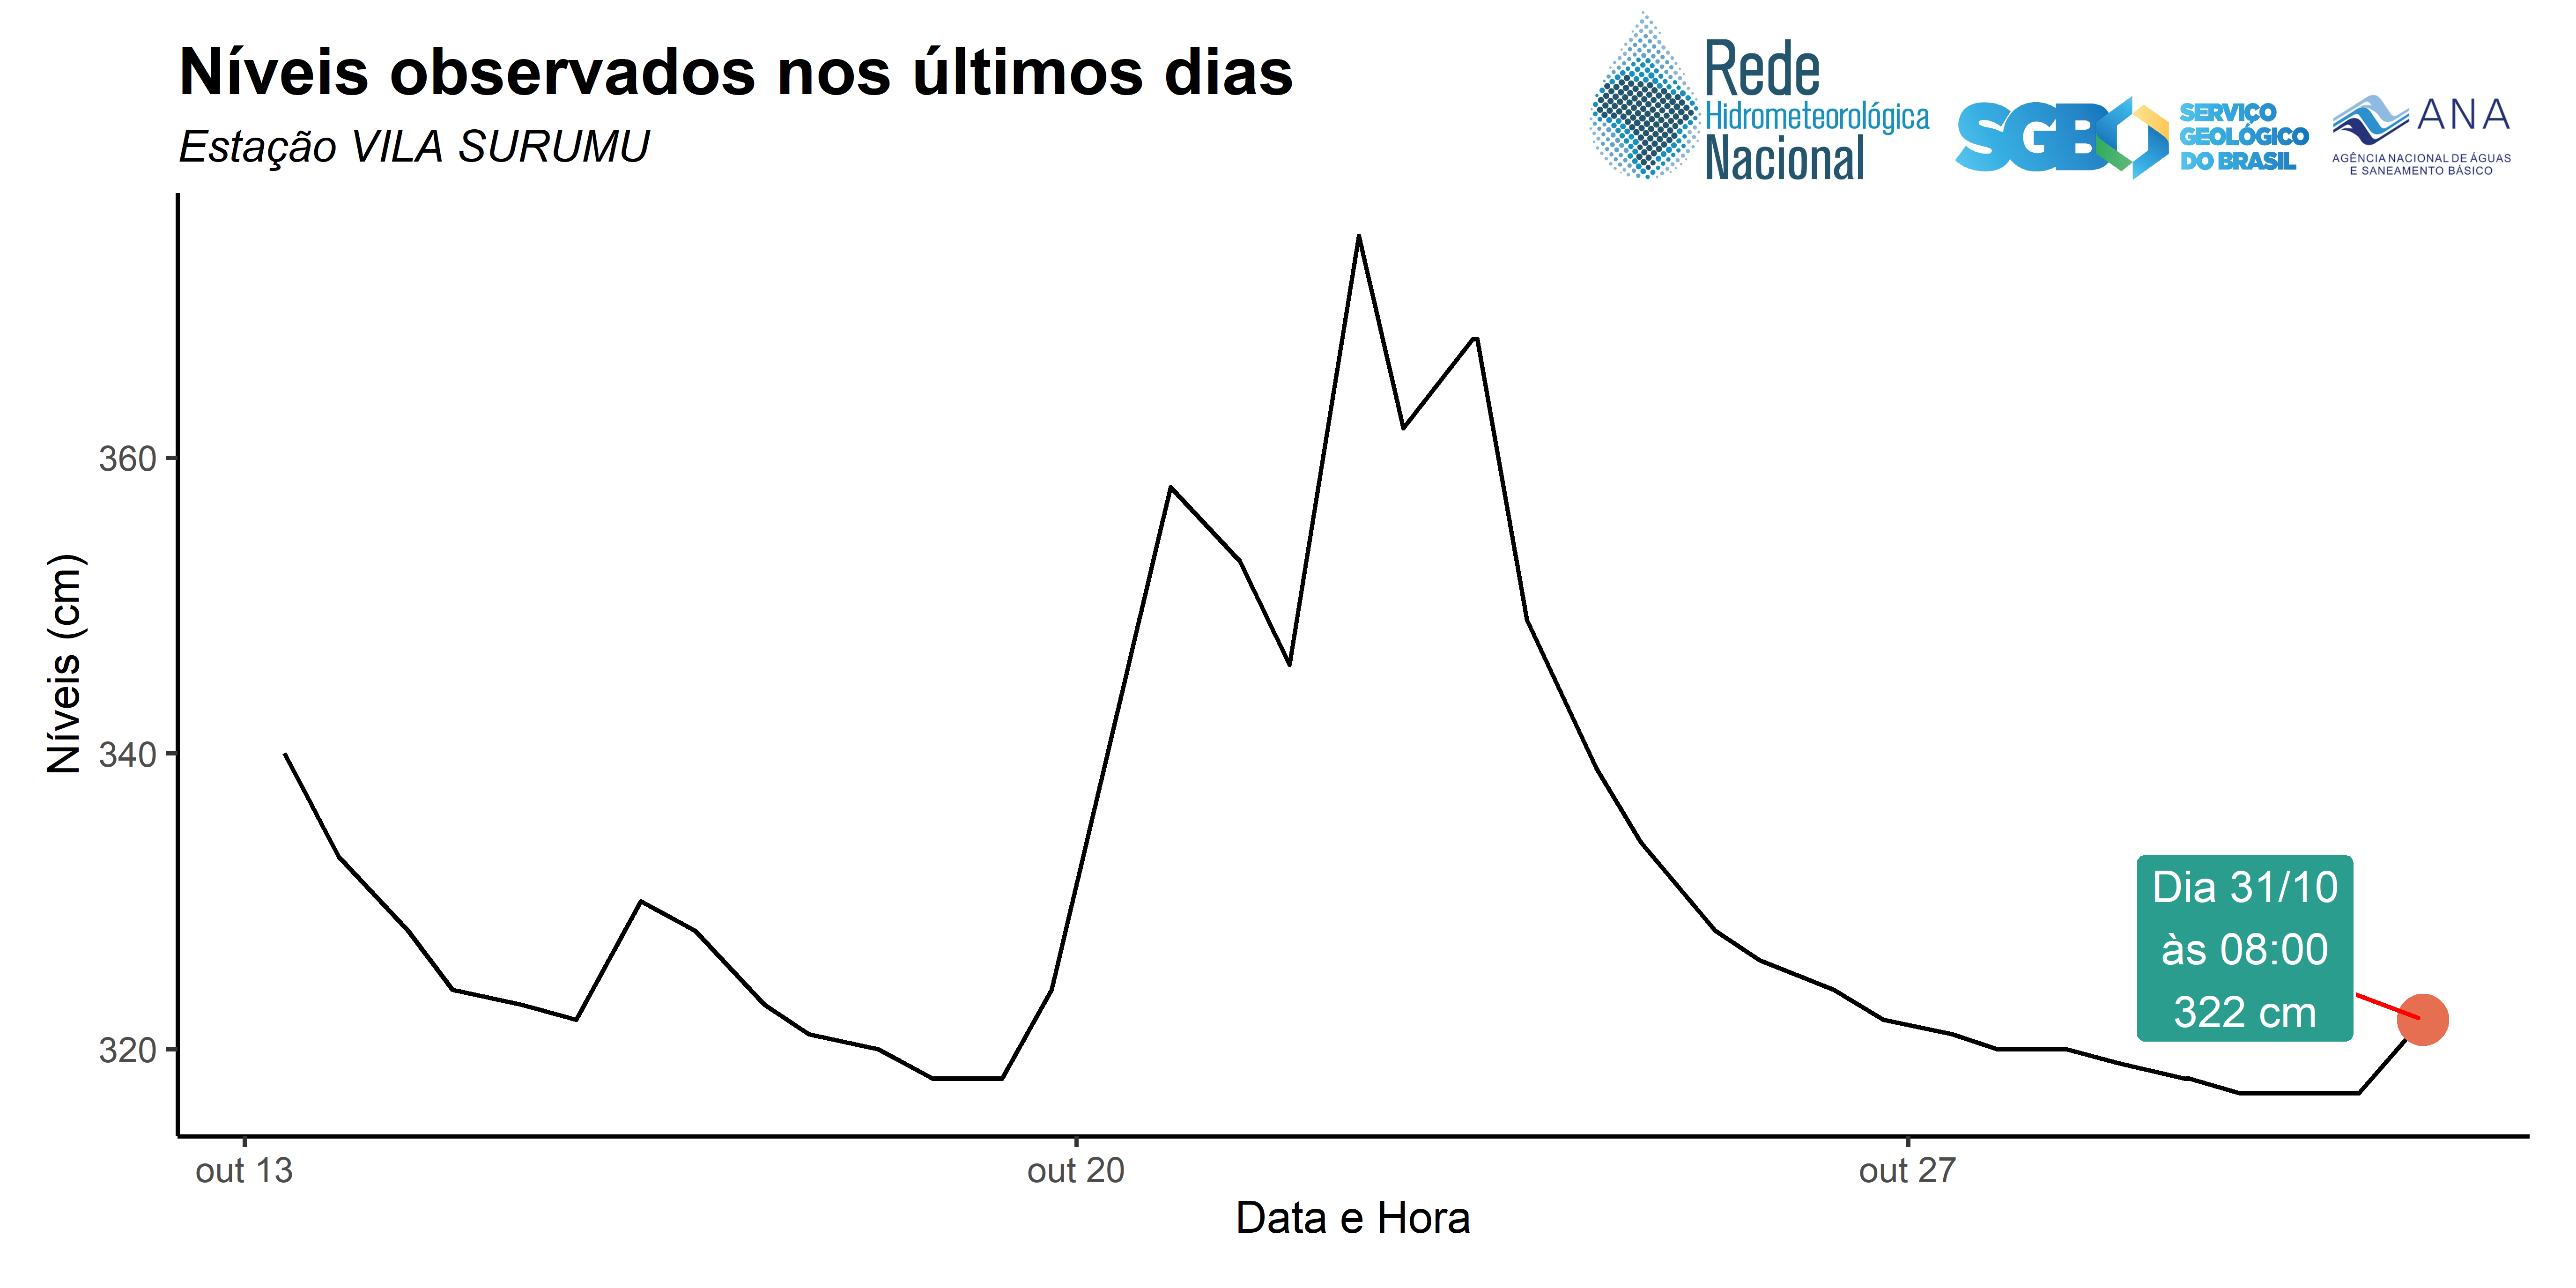 Níveis observados nos últimos dias
Estação VILA SURUMU
Rede
Hidrometeorológica
Nacional
SGB
SERVIÇO
GEOLÓGICO
DO BRASIL
ANA
AGÊNCIA NACIONAL DE ÁGUAS
E SANEAMENTO BÁSICO
Níveis (cm)
360
340
320
Dia 31/10
às 08:00
322 cm
out 13
out 20
out 27
Data e Hora